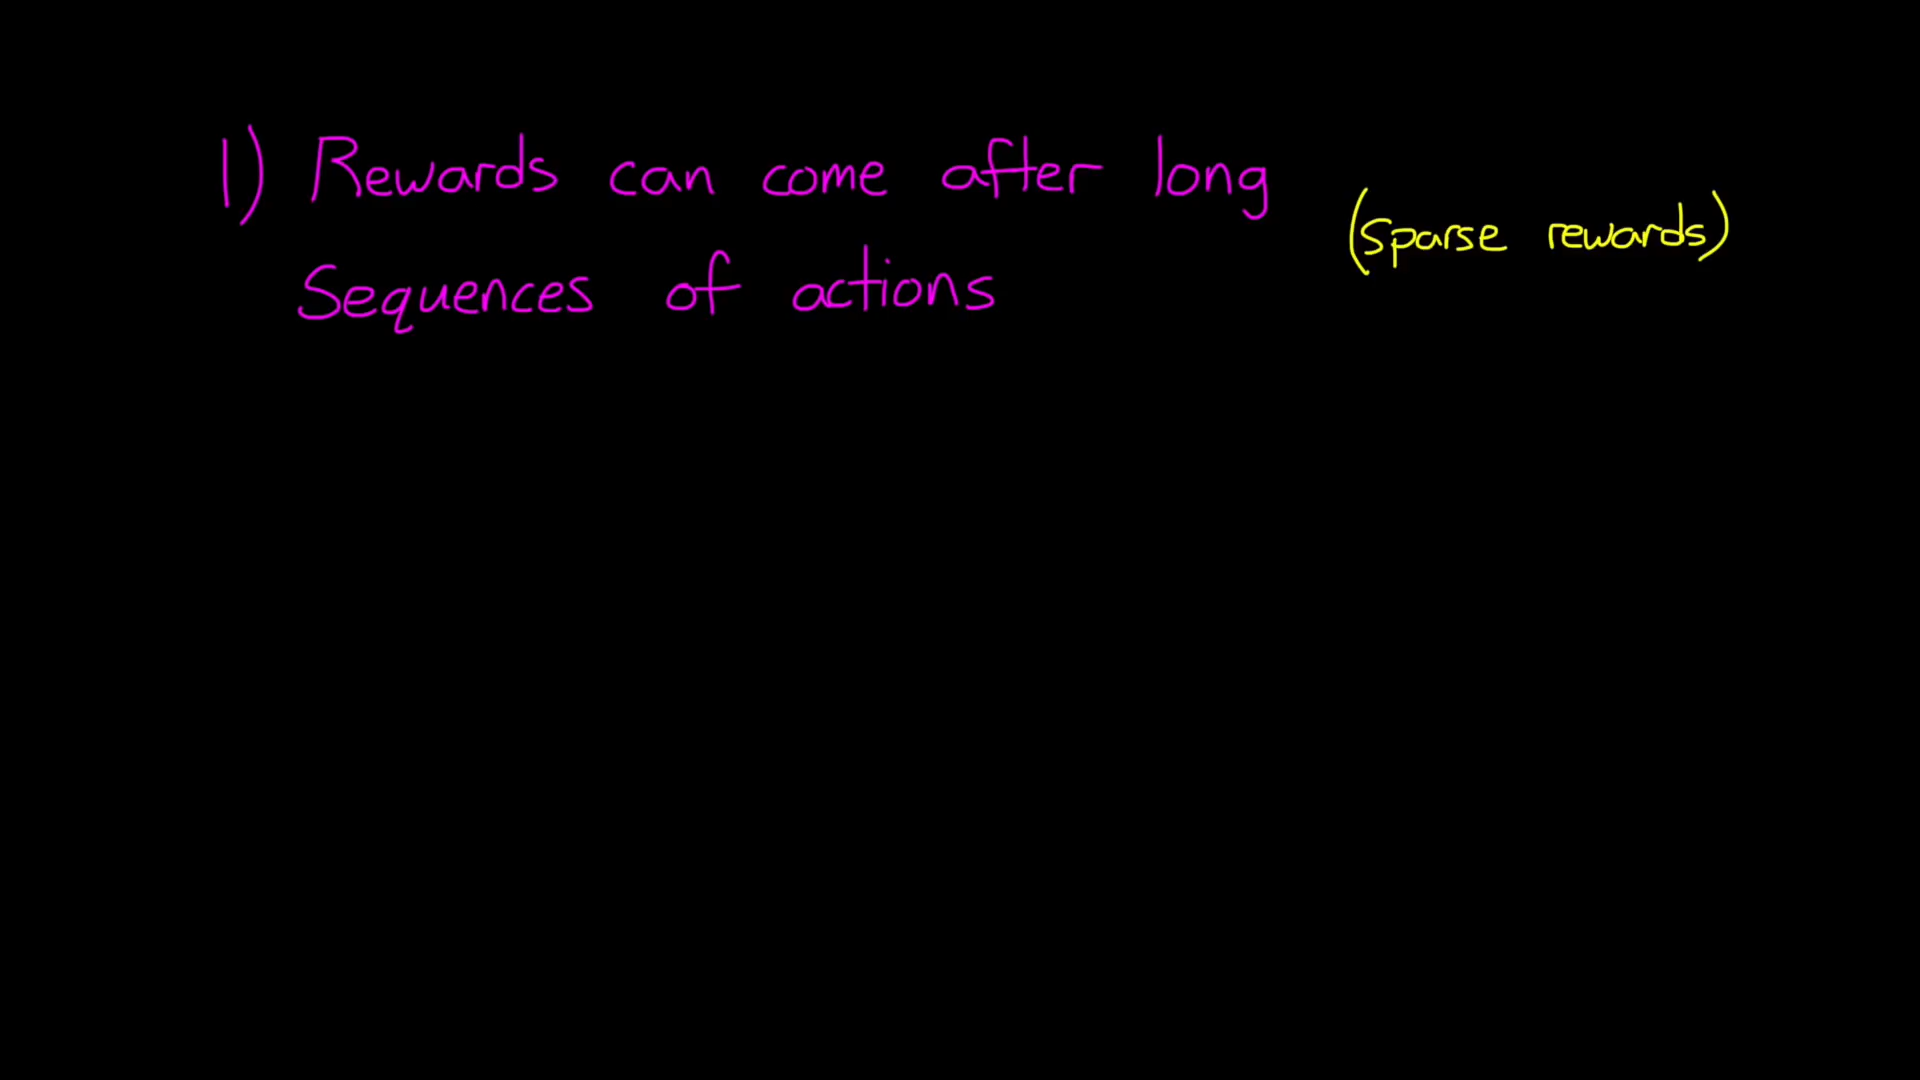 1) Rewards can come after long
Sequences of actions
(sparse rewards)